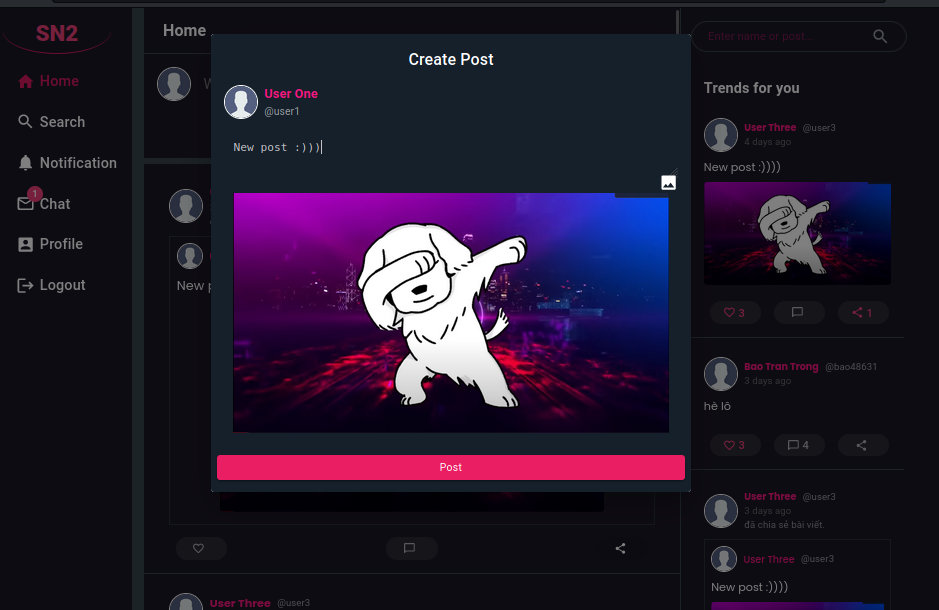 SN2
Home
Search
Notification
1
Chat
Profile
Logout
Home
W
New p
User Three @user3
Create Post
User One
@user1
New post :)))
Post
Enter name or post...
Trends for you
User Three @user3
4 days ago
New post :))))
3
1
Bao Tran Trong @bao48631
3 days ago
hè lô
3
4
User Three @user3
3 days ago
đã chia sẻ bài viết.
User Three @user3
New post :))))